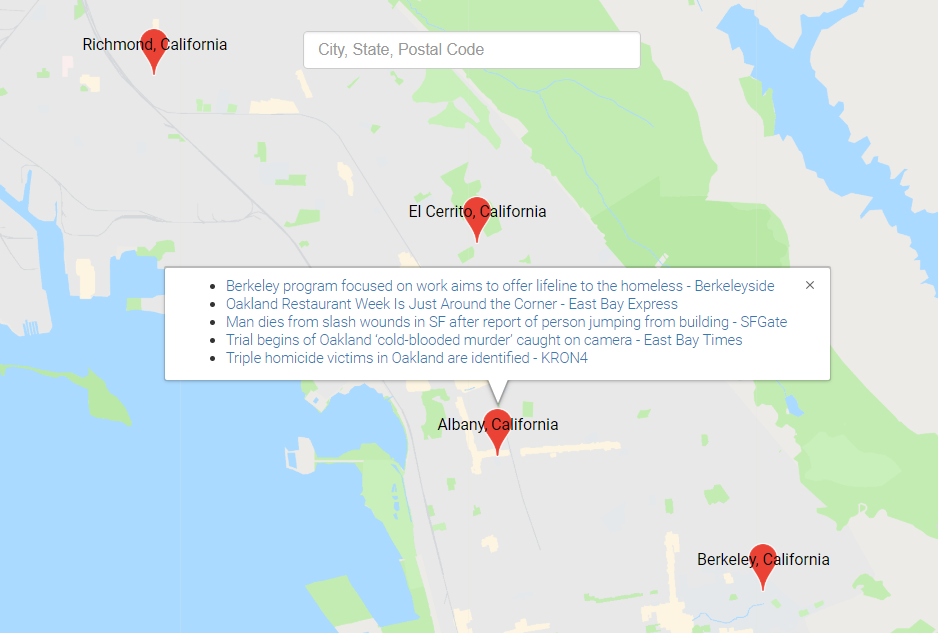 Richmond, California
City, State, Postal Code
El Cerrito, California
Berkeley program focused on work aims to offer lifeline to the homeless - Berkeleyside
×
Oakland Restaurant Week Is Just Around the Corner - East Bay Express
Man dies from slash wounds in SF after report of person jumping from building - SFGate
Trial begins of Oakland ‘cold-blooded murder’ caught on camera - East Bay Times
Triple homicide victims in Oakland are identified - KRON4
Albany, California
Berkeley, California